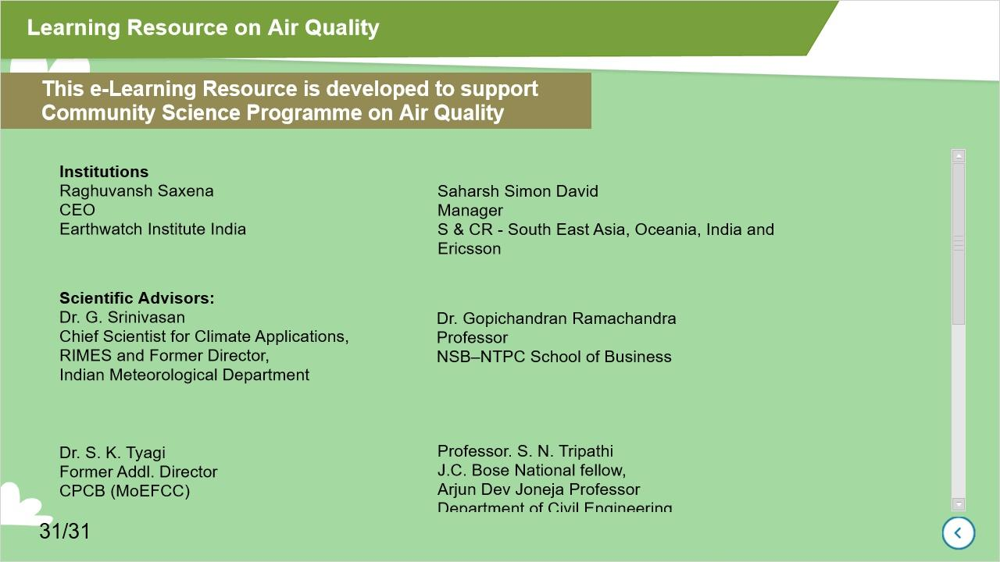 Learning Resource on Air Quality
This e-Learning Resource is developed to support
Community Science Programme on Air Quality
Institutions
Raghuvansh Saxena
CEO
Earthwatch Institute India
Saharsh Simon David
Manager
S & CR - South East Asia, Oceania, India and
Ericsson
Scientific Advisors:
Dr. G. Srinivasan
Chief Scientist for Climate Applications,
RIMES and Former Director,
Indian Meteorological Department
Dr. Gopichandran Ramachandra
Professor
NSB–NTPC School of Business
Dr. S. K. Tyagi
Former Addl. Director
CPCB (MoEFCC)
Professor. S. N. Tripathi
J.C. Bose National fellow,
Arjun Dev Joneja Professor
Department of Civil Engineering
31/31